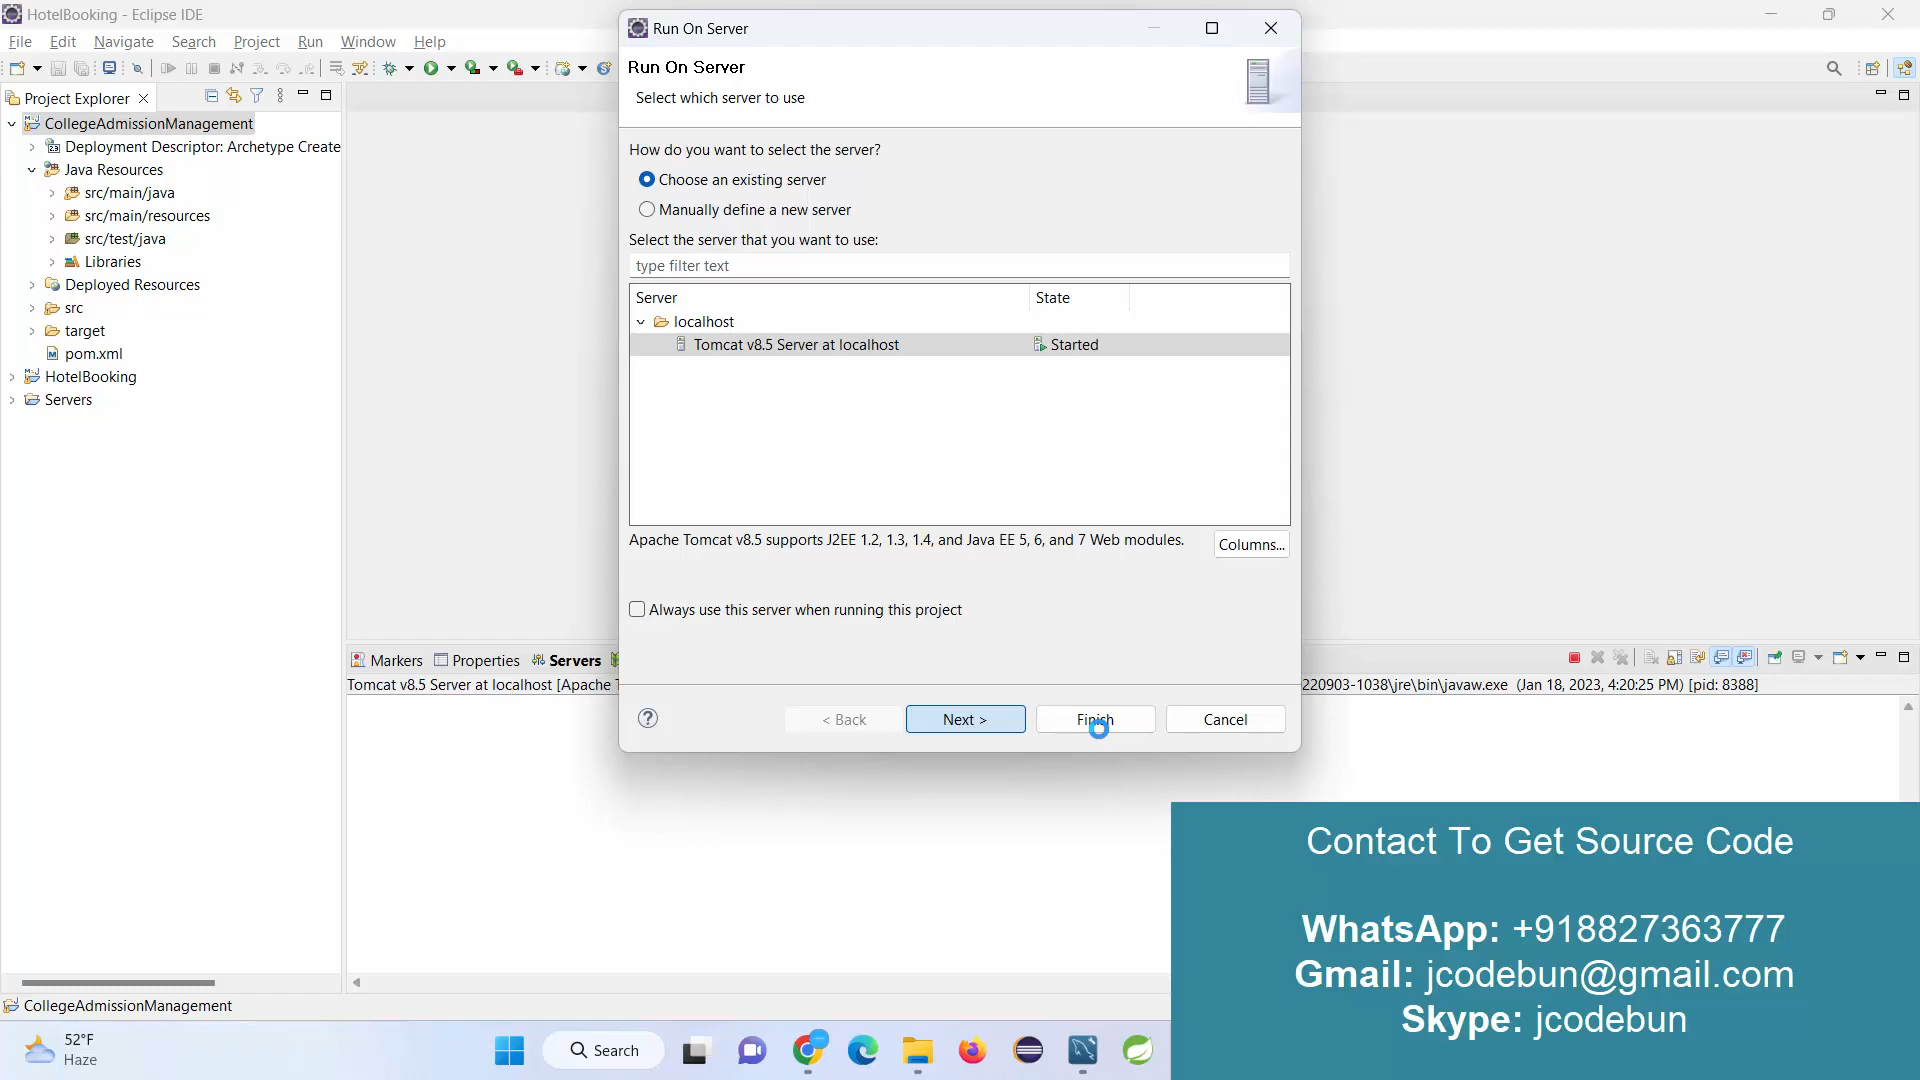 HotelBooking - Eclipse IDE
File Edit Navigate Search Project Run Window Help
Project Explorer
CollegeAdmissionManagement
Deployment Descriptor: Archetype Create
Java Resources
src/main/java
src/main/resources
src/test/java
Libraries
Deployed Resources
src
target
pom.xml
HotelBooking
Servers
Run On Server
Run On Server
Select which server to use
How do you want to select the server?
Choose an existing server
Manually define a new server
Select the server that you want to use:
type filter text
Server State
localhost
Tomcat v8.5 Server at localhost Started
Apache Tomcat v8.5 supports J2EE 1.2, 1.3, 1.4, and Java EE 5, 6, and 7 Web modules.
Columns...
Always use this server when running this project
< Back Next > Finish Cancel
Markers Properties Servers
Tomcat v8.5 Server at localhost [Apache 220903-1038\jre\bin\javaw.exe (Jan 18, 2023, 4:20:25 PM) [pid: 8388]
Contact To Get Source Code
WhatsApp: +918827363777
Gmail: jcodebun@gmail.com
Skype: jcodebun
CollegeAdmissionManagement
52°F
Haze
Search